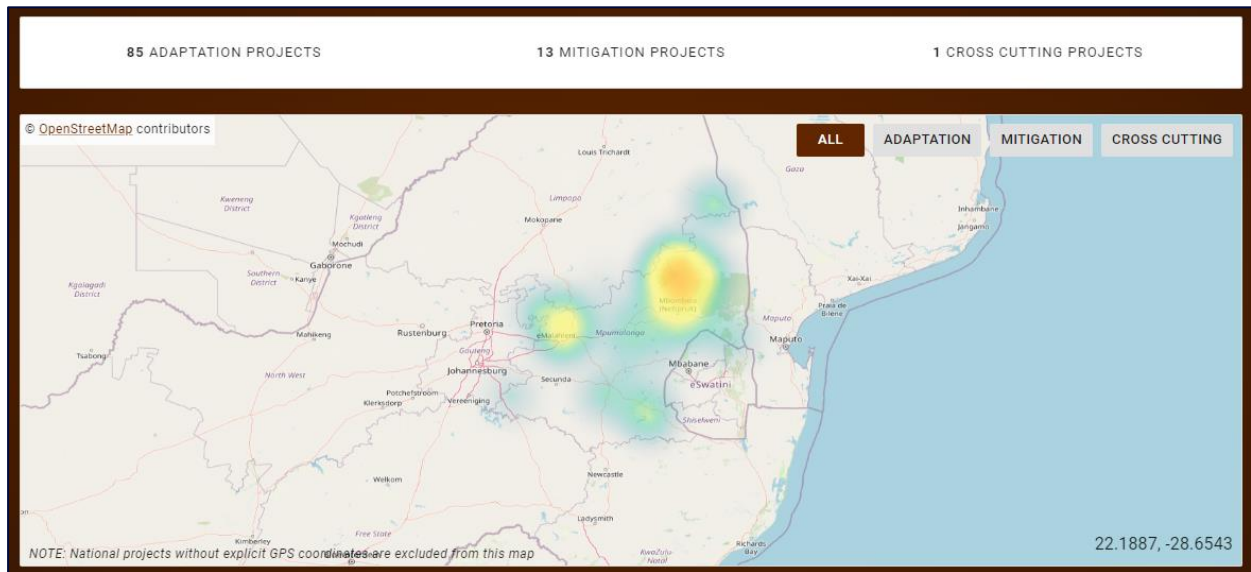 85 ADAPTATION PROJECTS
13 MITIGATION PROJECTS
1 CROSS CUTTING PROJECTS
© OpenStreetMap contributors
ALL
ADAPTATION
MITIGATION
CROSS CUTTING
Louis Trichardt
Gaza
Kweneng
District
Limpopo
Inhambane
Jangamo
Kgatleng
District
Mokopane
Mochudi
Gaborone
Southern
District
Kanye
Kgalagadi
District
Xai-Xai
Praia de
Bilene
Mbombela
(Nelspruit)
Maputo
Mahikeng
Rustenburg
Pretoria
eMalahleni
Mpumalanga
Gauteng
Maputo
Tsabong
Johannesburg
Mbabane
North West
Secunda
eSwatini
Potchefstroom
Klerksdorp
Vereeniging
Shiselweni
Newcastle
Welkom
Ladysmith
Free State
Kimberley
KwaZulu-
Natal
Richards
Bay
NOTE: National projects without explicit GPS coordinates are excluded from this map
22.1887, -28.6543